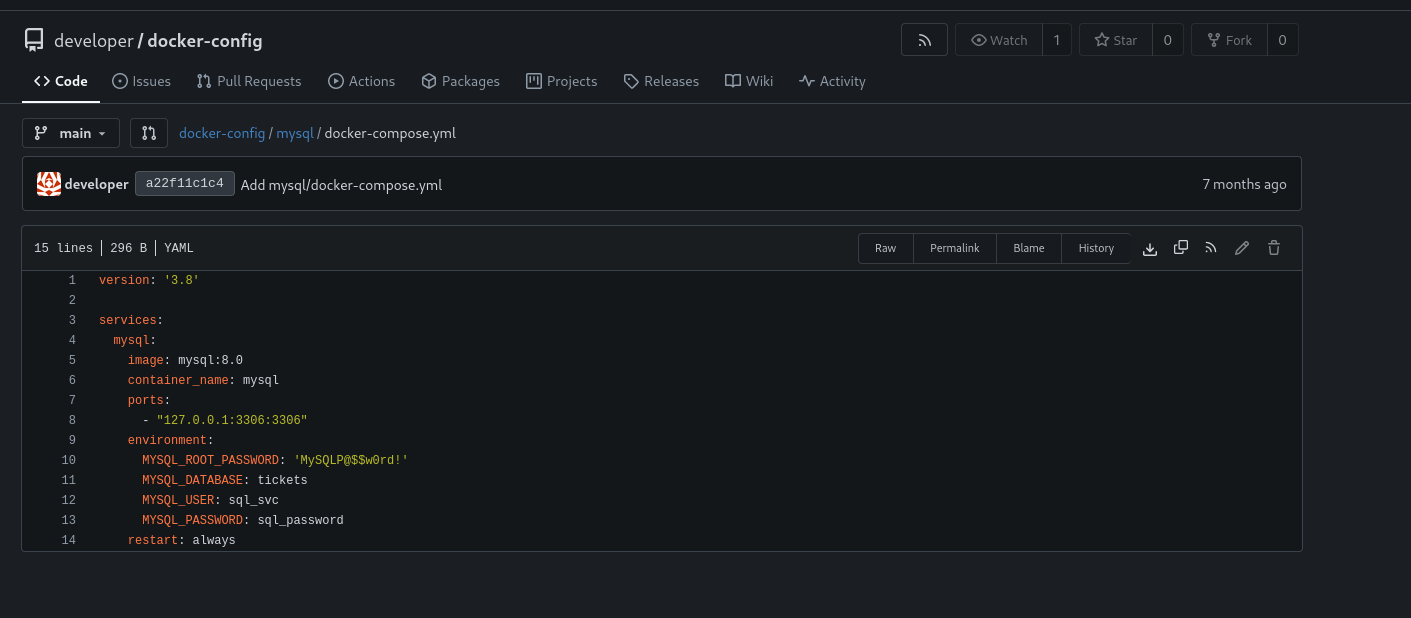 developer / docker-config Watch 1 Star 0 Fork 0
Code Issues Pull Requests Actions Packages Projects Releases Wiki Activity
main docker-config / mysql / docker-compose.yml
developer a22f11c1c4 Add mysql/docker-compose.yml 7 months ago
15 lines | 296 B | YAML Raw Permalink Blame History
1 version: '3.8'
2
3 services:
4   mysql:
5     image: mysql:8.0
6     container_name: mysql
7     ports:
8       - "127.0.0.1:3306:3306"
9     environment:
10       MYSQL_ROOT_PASSWORD: 'MySQLP@$$w0rd!'
11       MYSQL_DATABASE: tickets
12       MYSQL_USER: sql_svc
13       MYSQL_PASSWORD: sql_password
14     restart: always